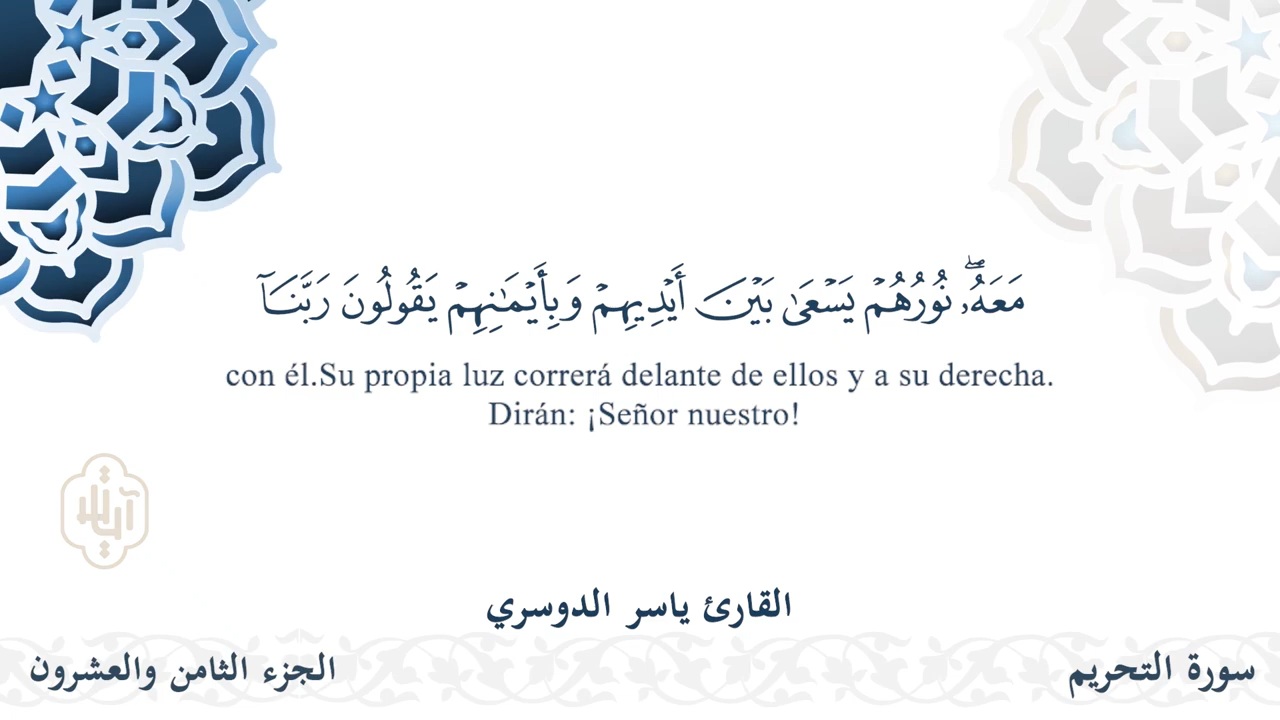 مَعَهُۥۖ نُورُهُمۡ يَسۡعَىٰ بَيۡنَ أَيۡدِيهِمۡ وَبِأَيۡمَٰنِهِمۡ يَقُولُونَ رَبَّنَآ
con él.Su propia luz correrá delante de ellos y a su derecha.
Dirán: ¡Señor nuestro!
القارئ ياسر الدوسري
سورة التحريم
الجزء الثامن والعشرون